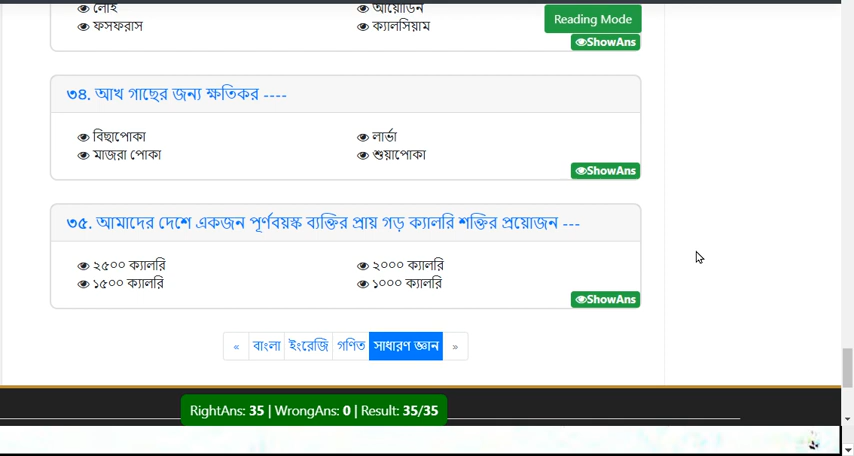 লৌহ
আয়োডিন
Reading Mode
ফসফরাস
ক্যালসিয়াম
ShowAns
৩৪. আখ গাছের জন্য ক্ষতিকর ----
বিছাপোকা
লার্ভা
মাজরা পোকা
শুয়াপোকা
ShowAns
৩৫. আমাদের দেশে একজন পূর্ণবয়স্ক ব্যক্তির প্রায় গড় ক্যালরি শক্তির প্রয়োজন ---
২৫০০ ক্যালরি
২০০০ ক্যালরি
১৫০০ ক্যালরি
১০০০ ক্যালরি
ShowAns
« বাংলা ইংরেজি গণিত সাধারণ জ্ঞান »
RightAns: 35 | WrongAns: 0 | Result: 35/35